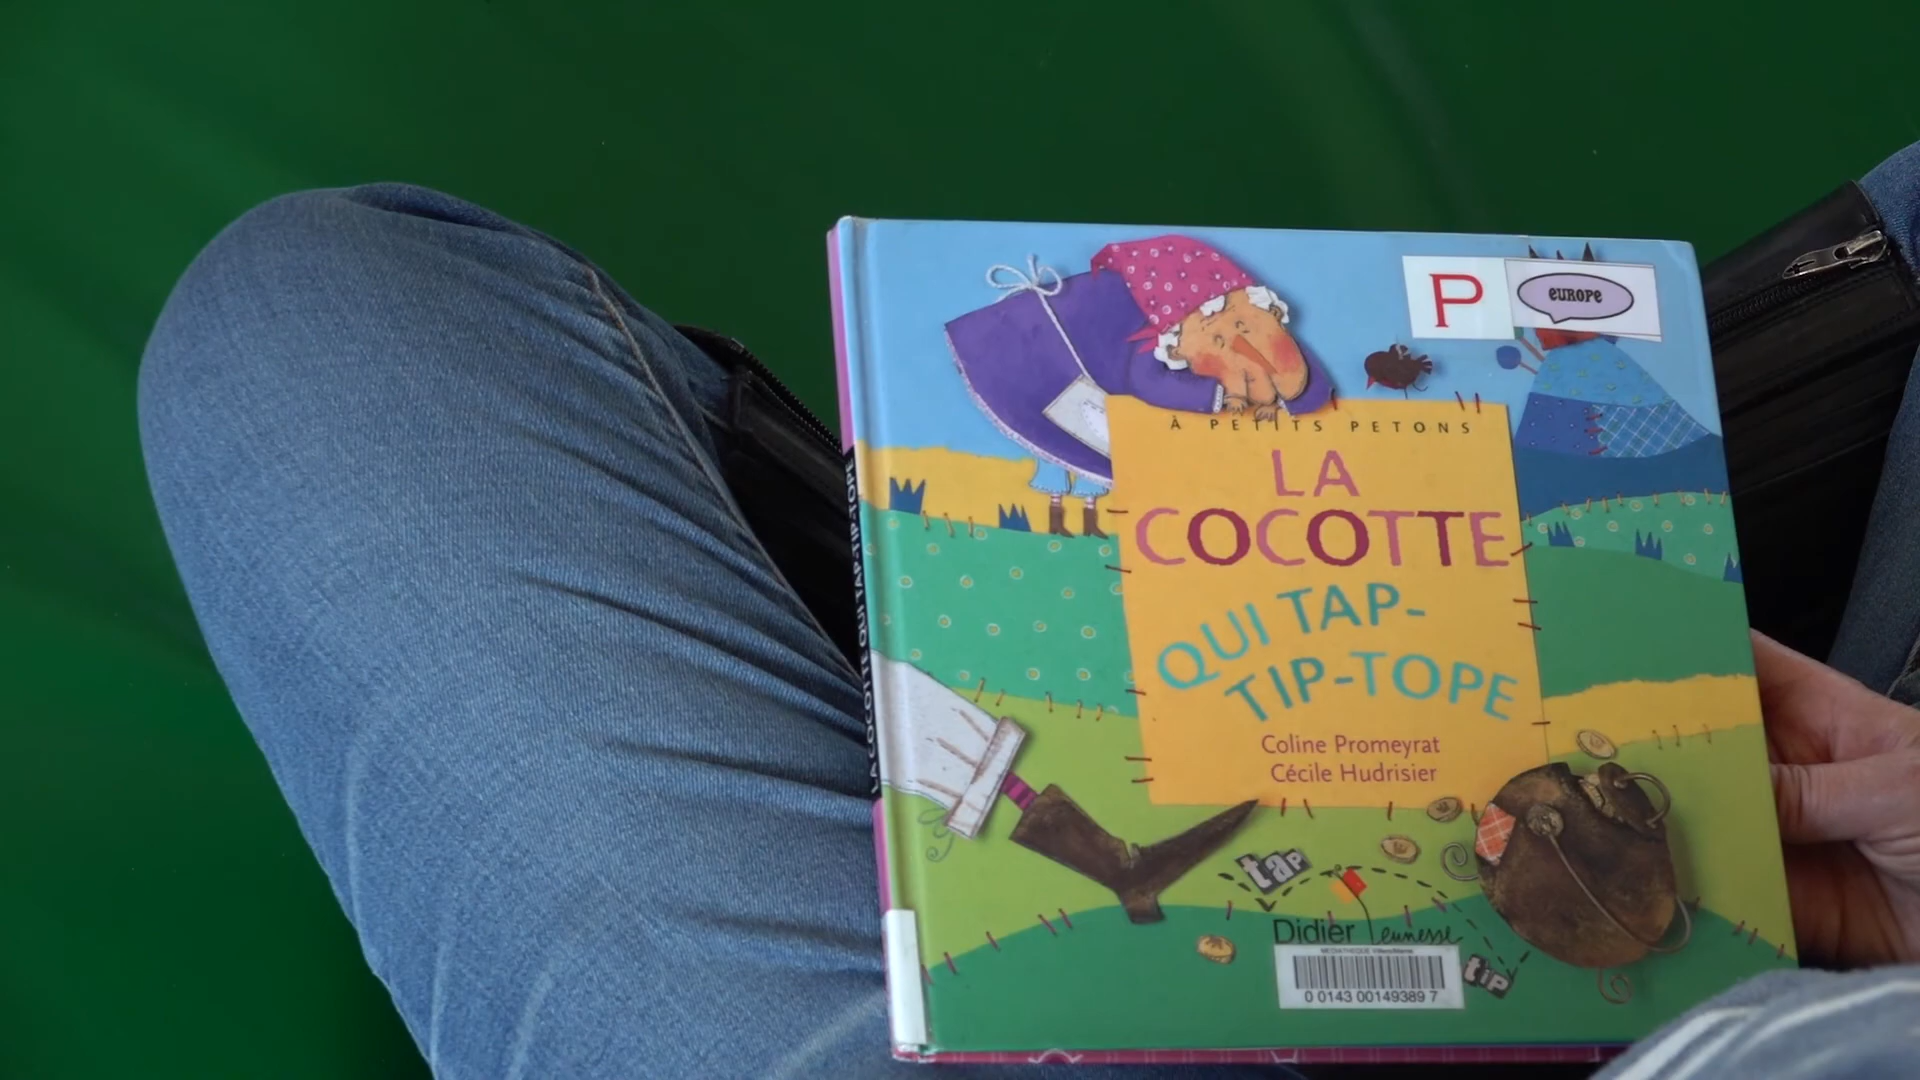 P
EUROPE
À PETITS PETONS
LA
COCOTTE
QUI TAP-
TIP-TOPE
Coline Promeyrat
Cécile Hudrisier
tap
Didier Jeunesse
tip
0 0143 00149389 7
LA COCOTTE QUI TAP-TIP-TOPE